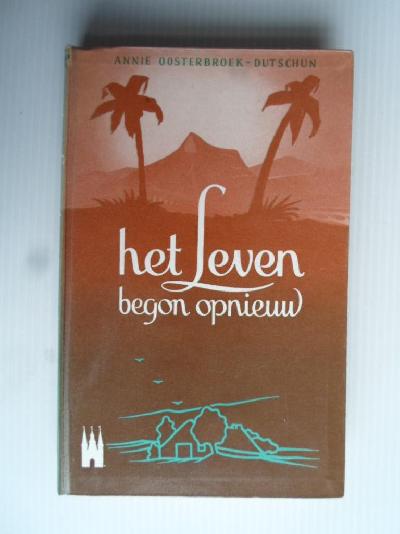 ANNIE OOSTERBROEK-DUTSCHUN
het Leven
begon opnieuw